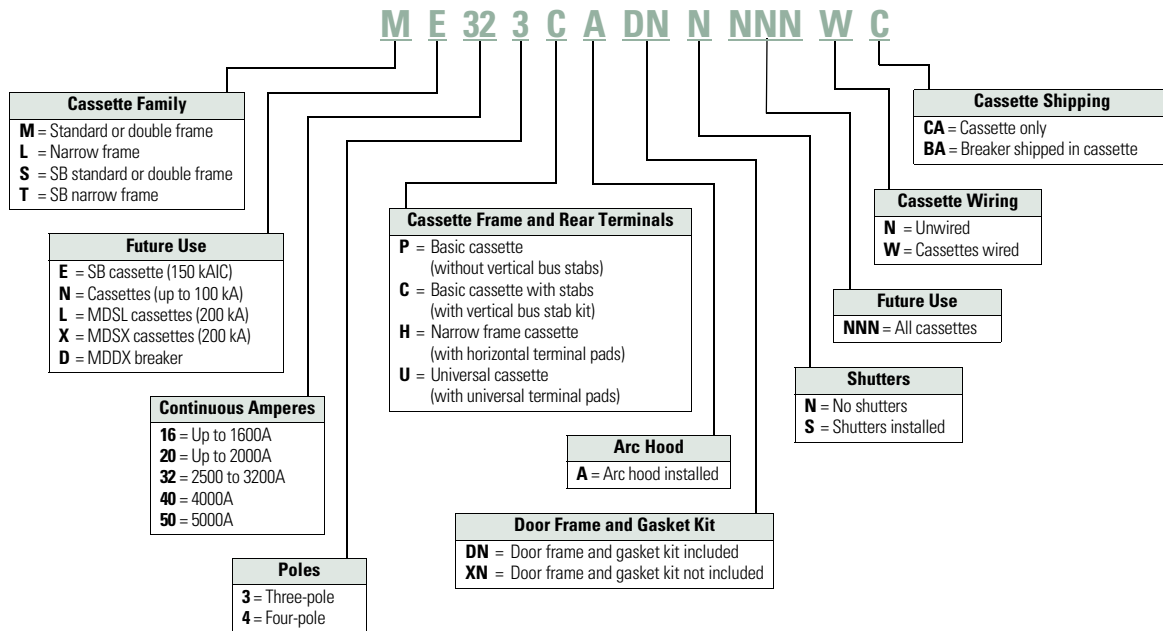 M E 32 3 C A DN N NNN W C
Cassette Family
M = Standard or double frame
L = Narrow frame
S = SB standard or double frame
T = SB narrow frame
Future Use
E = SB cassette (150 kAIC)
N = Cassettes (up to 100 kA)
L = MDSL cassettes (200 kA)
X = MDSX cassettes (200 kA)
D = MDDX breaker
Continuous Amperes
16 = Up to 1600A
20 = Up to 2000A
32 = 2500 to 3200A
40 = 4000A
50 = 5000A
Poles
3 = Three-pole
4 = Four-pole
Cassette Frame and Rear Terminals
P = Basic cassette
(without vertical bus stabs)
C = Basic cassette with stabs
(with vertical bus stab kit)
H = Narrow frame cassette
(with horizontal terminal pads)
U = Universal cassette
(with universal terminal pads)
Arc Hood
A = Arc hood installed
Door Frame and Gasket Kit
DN = Door frame and gasket kit included
XN = Door frame and gasket kit not included
Shutters
N = No shutters
S = Shutters installed
Future Use
NNN = All cassettes
Cassette Wiring
N = Unwired
W = Cassettes wired
Cassette Shipping
CA = Cassette only
BA = Breaker shipped in cassette